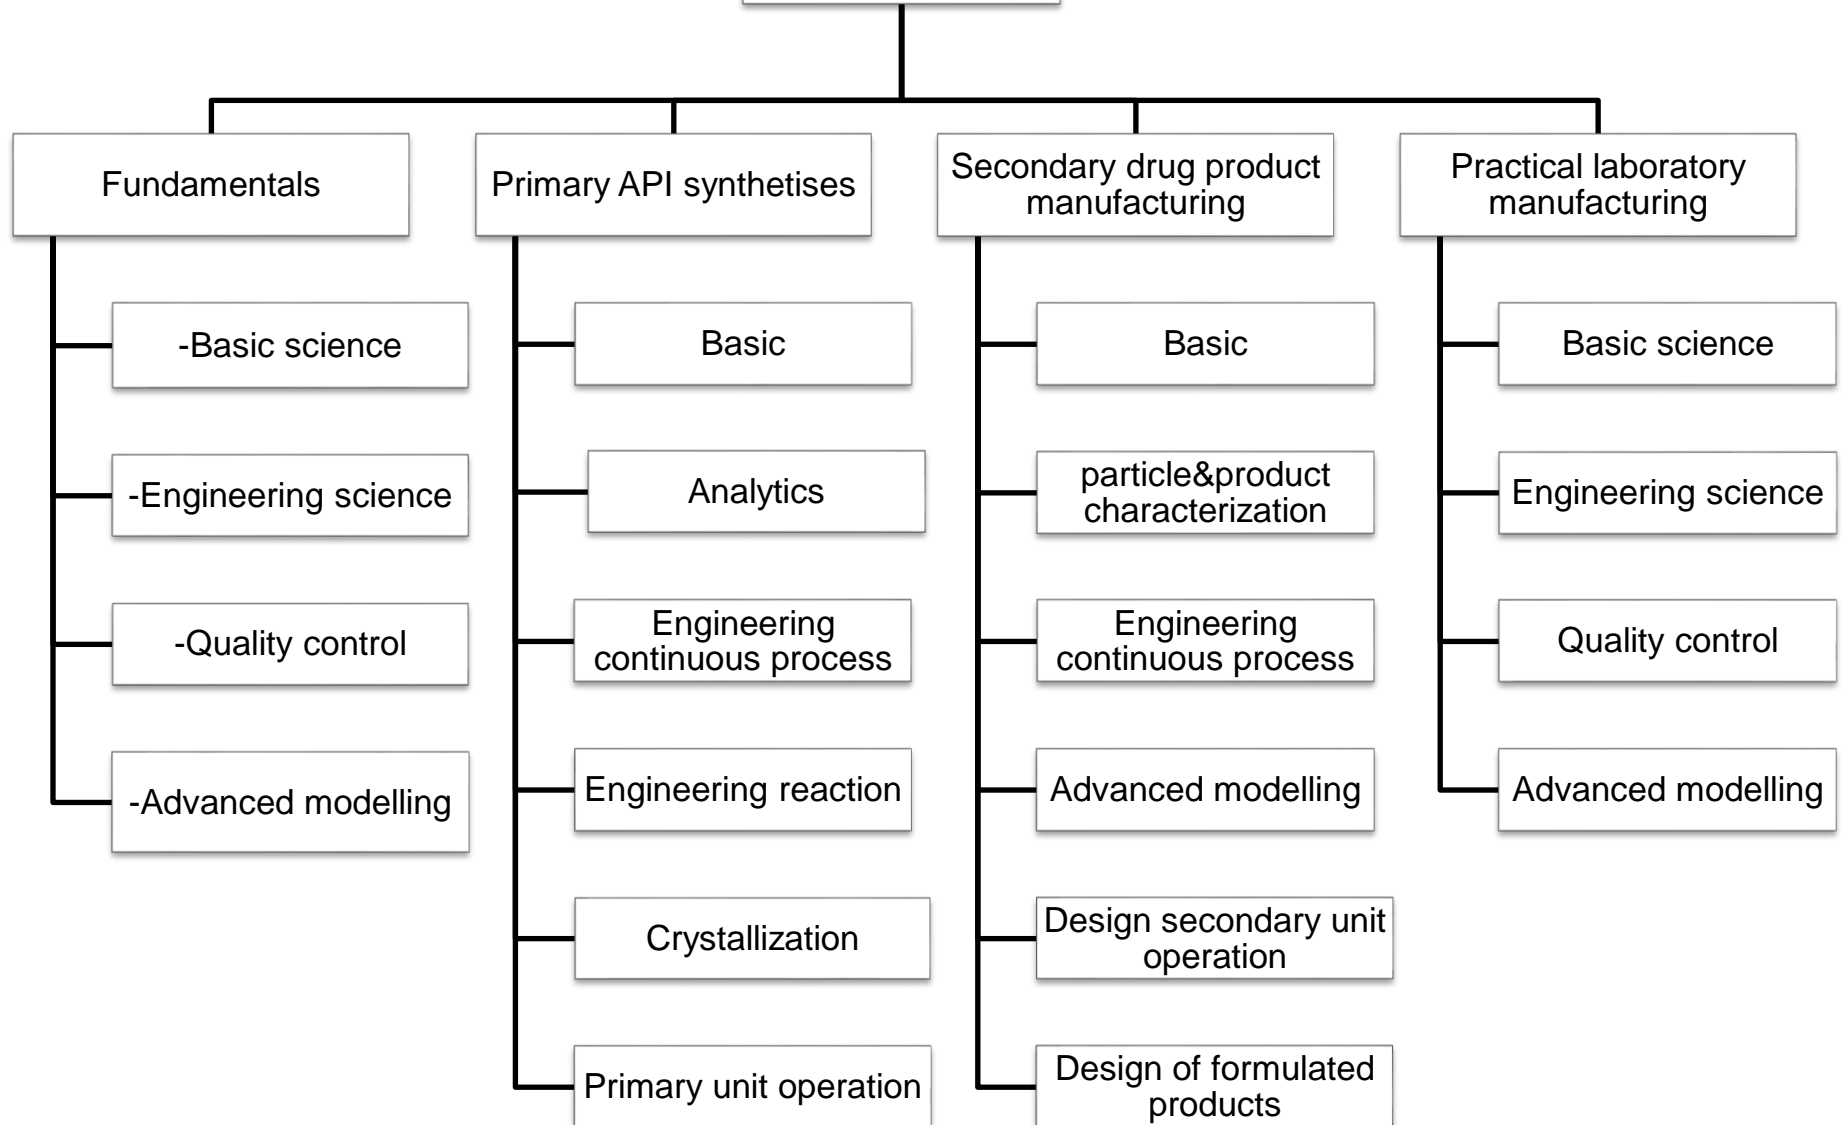 Fundamentals
-Basic science
-Engineering science
-Quality control
-Advanced modelling
Primary API synthetises
Basic
Analytics
Engineering
continuous process
Engineering reaction
Crystallization
Primary unit operation
Secondary drug product
manufacturing
Basic
particle&product
characterization
Engineering
continuous process
Advanced modelling
Design secondary unit
operation
Design of formulated
products
Practical laboratory
manufacturing
Basic science
Engineering science
Quality control
Advanced modelling